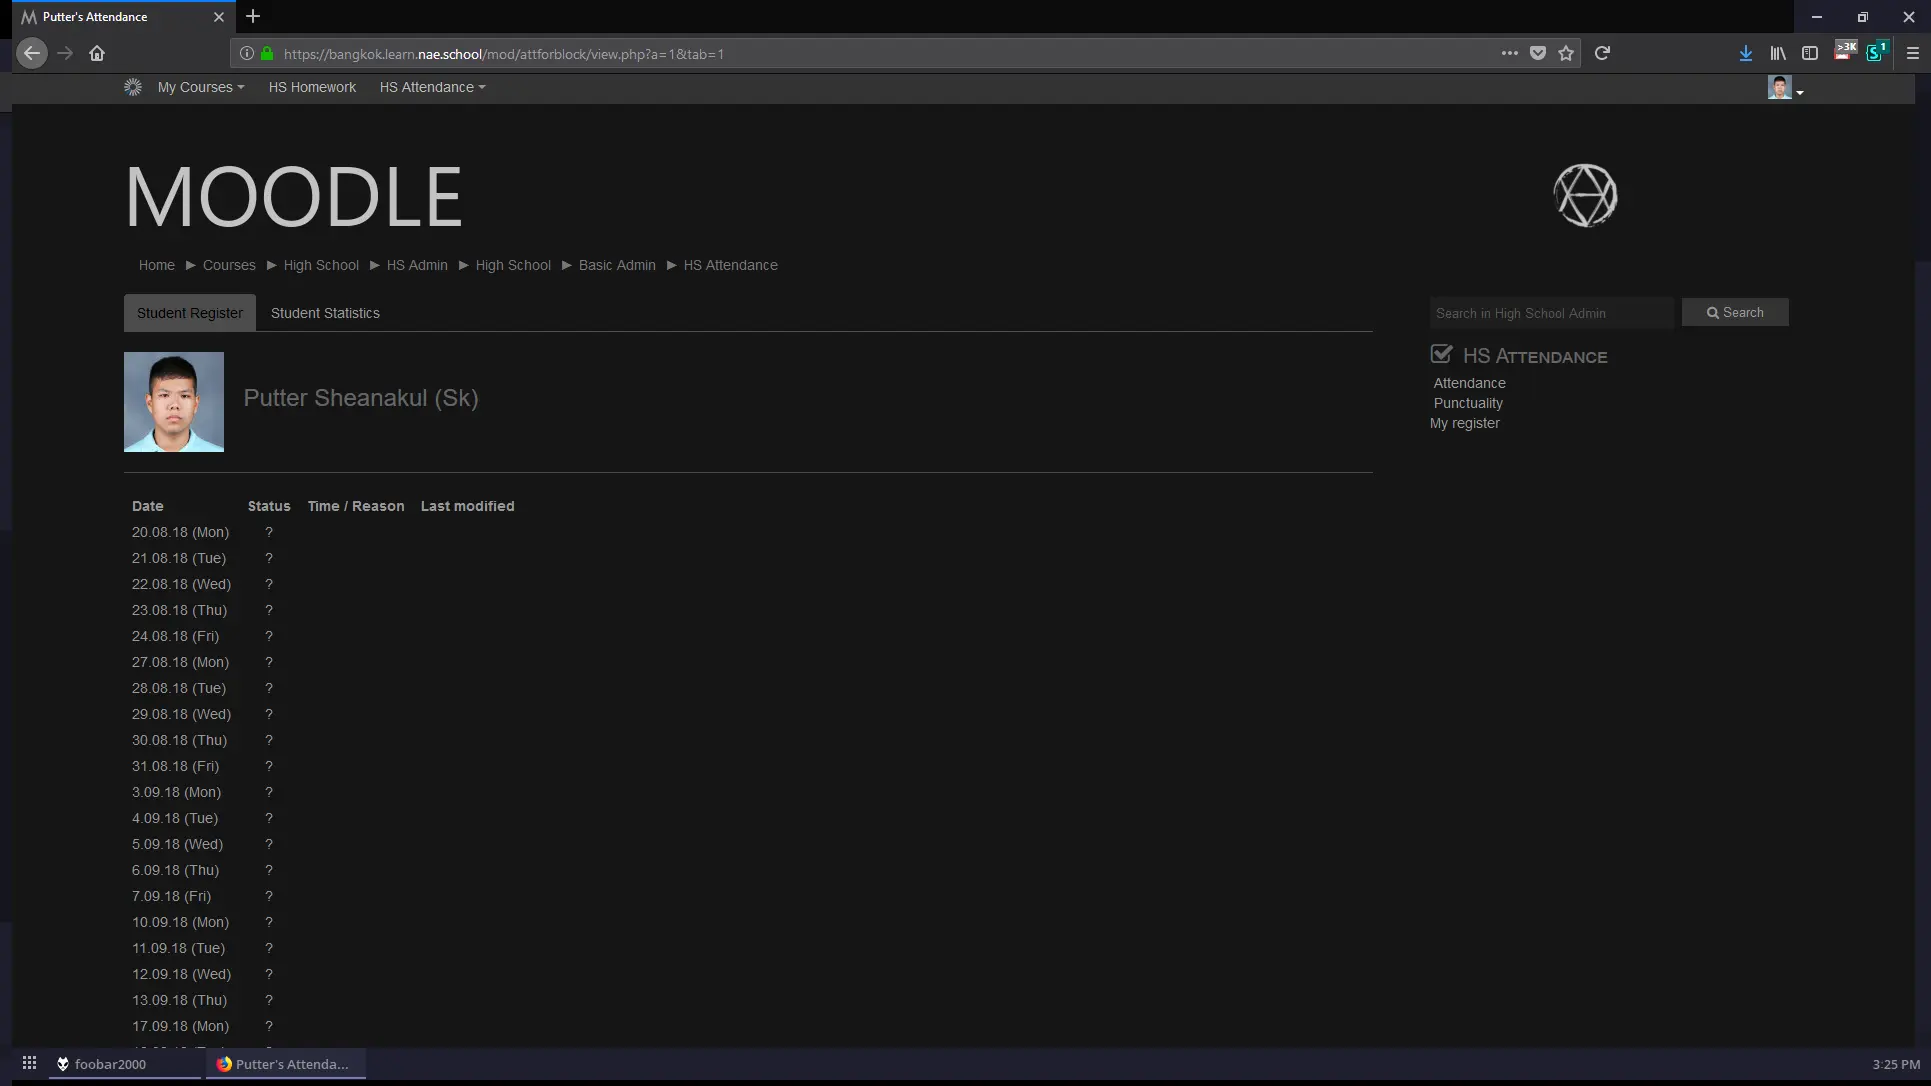 Putter's Attendance
https://bangkok.learn.nae.school/mod/attforblock/view.php?a=1&tab=1
>3K
S 1
My Courses
HS Homework
HS Attendance
MOODLE
Home ▶ Courses ▶ High School ▶ HS Admin ▶ High School ▶ Basic Admin ▶ HS Attendance
Student Register
Student Statistics
Search in High School Admin
Search
Putter Sheanakul (Sk)
HS ATTENDANCE
Attendance
Punctuality
My register
Date Status Time / Reason Last modified
20.08.18 (Mon) ?
21.08.18 (Tue) ?
22.08.18 (Wed) ?
23.08.18 (Thu) ?
24.08.18 (Fri) ?
27.08.18 (Mon) ?
28.08.18 (Tue) ?
29.08.18 (Wed) ?
30.08.18 (Thu) ?
31.08.18 (Fri) ?
3.09.18 (Mon) ?
4.09.18 (Tue) ?
5.09.18 (Wed) ?
6.09.18 (Thu) ?
7.09.18 (Fri) ?
10.09.18 (Mon) ?
11.09.18 (Tue) ?
12.09.18 (Wed) ?
13.09.18 (Thu) ?
17.09.18 (Mon) ?
foobar2000
Putter's Attenda...
3:25 PM